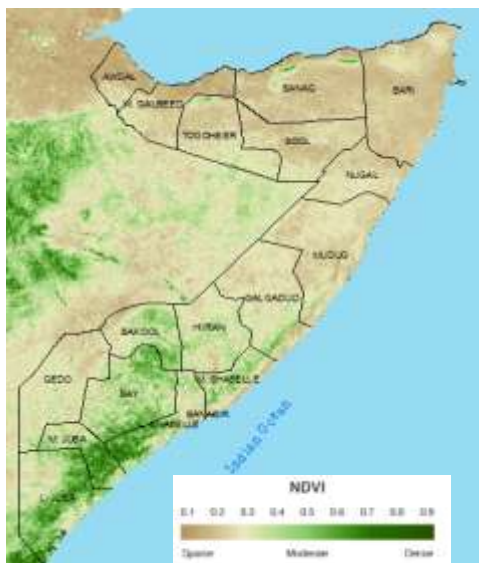 AWDAL
SANAG
BARI
W. GALBEED
TOGDHEER
SOOL
NUGAL
MUDUG
GALGADUD
BAKOOL
HIRAN
GEDO
BAY
M. SHABELLE
BANADIR
SHABELLE
M. JUBA
L. JUBA
Indian Ocean
NDVI
0.1 0.2 0.3 0.4 0.5 0.6 0.7 0.8 0.9
Sparse Moderate Dense